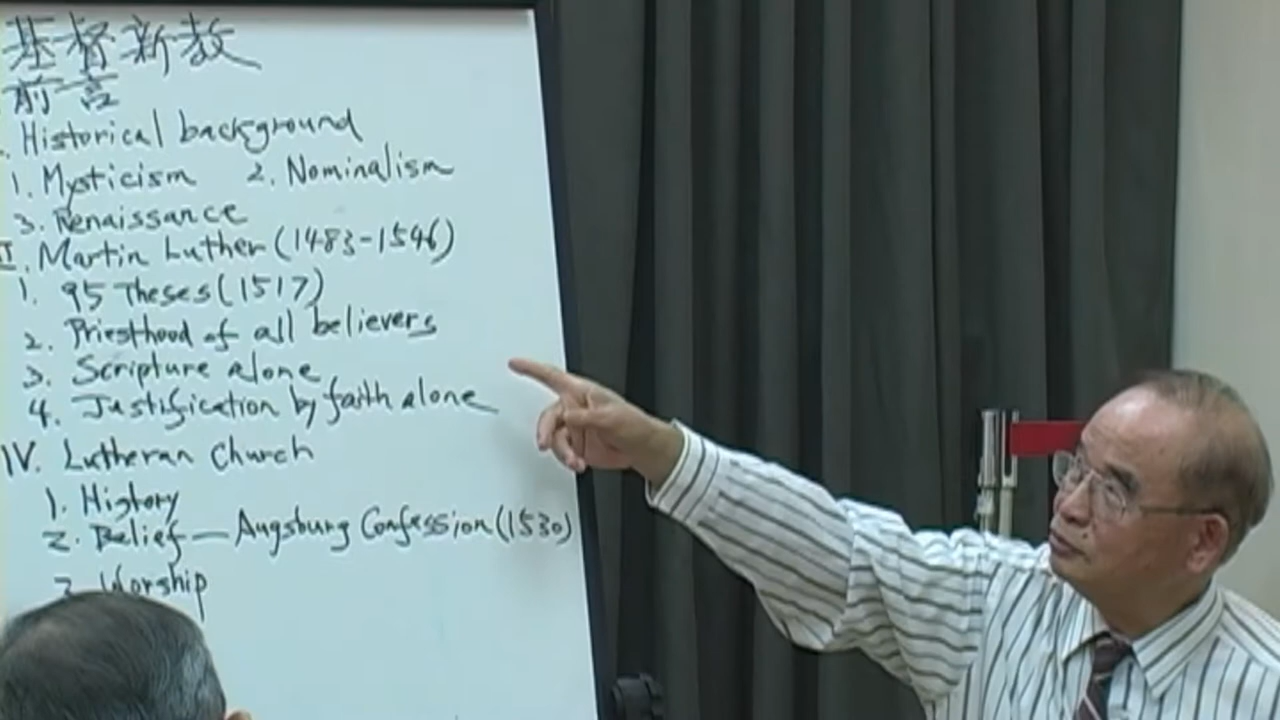 基督新教
前言
. Historical background
1. Mysticism 2. Nominalism
3. Renaissance
II. Martin Luther (1483-1546)
1. 95 Theses (1517)
2. Priesthood of all believers
3. Scripture alone
4. Justification by faith alone
IV. Lutheran Church
1. History
2. Belief — Augsburg Confession (1530)
3. Worship